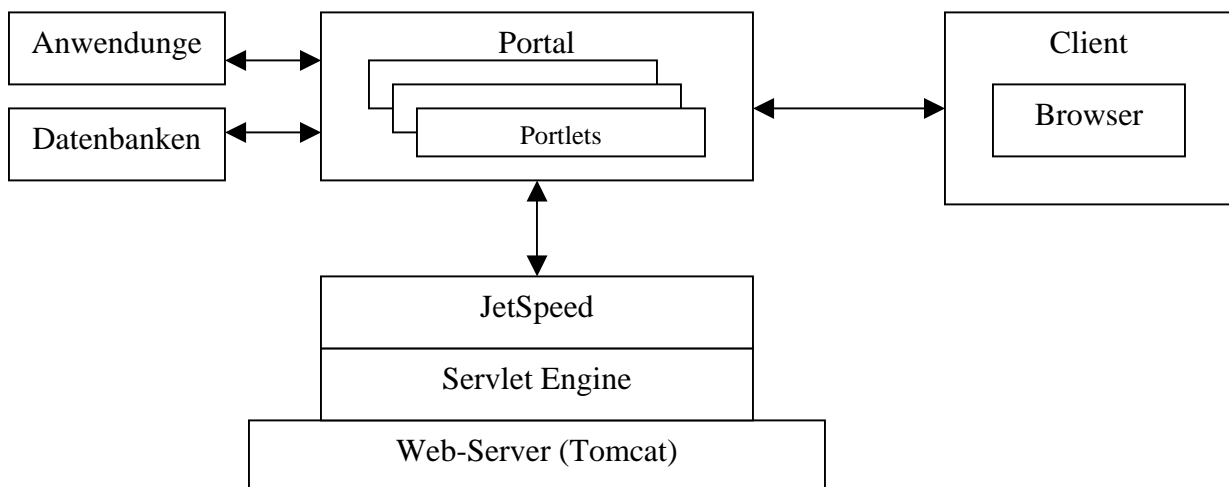 Anwendunge
Portal
Client
Datenbanken
Portlets
Browser
JetSpeed
Servlet Engine
Web-Server (Tomcat)